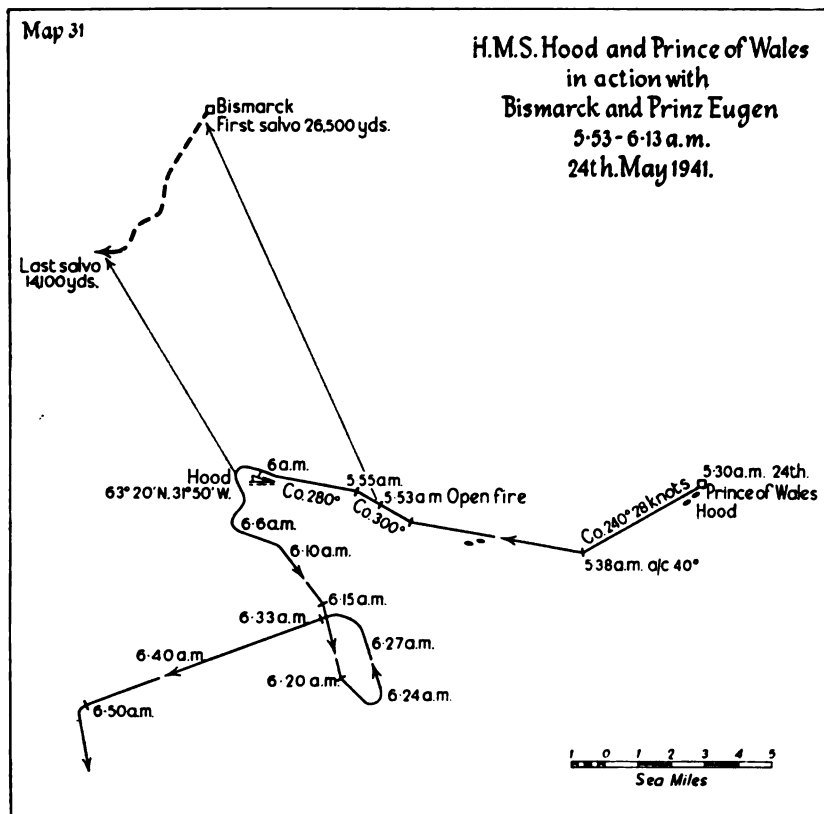 Map 31
H.M.S. Hood and Prince of Wales
in action with
Bismarck and Prinz Eugen
5·53 - 6·13 a.m.
24th. May 1941.
Bismarck
First salvo 26,500 yds.
Last salvo
14,100 yds.
Hood
63° 20' N. 31° 50' W.
6 a.m.
Co. 280°
5·55 a.m.
5·53 a.m Open fire
Co. 300°
Co. 240° 28 knots
5·30 a.m. 24th.
Prince of Wales
Hood
5·38 a.m. a/c 40°
6·6 a.m.
6·10 a.m.
6·15 a.m.
6·33 a.m.
6·27 a.m.
6·40 a.m
6·20 a.m.
6·24 a.m.
6·50 a.m.
1 0 1 2 3 4 5
Sea Miles